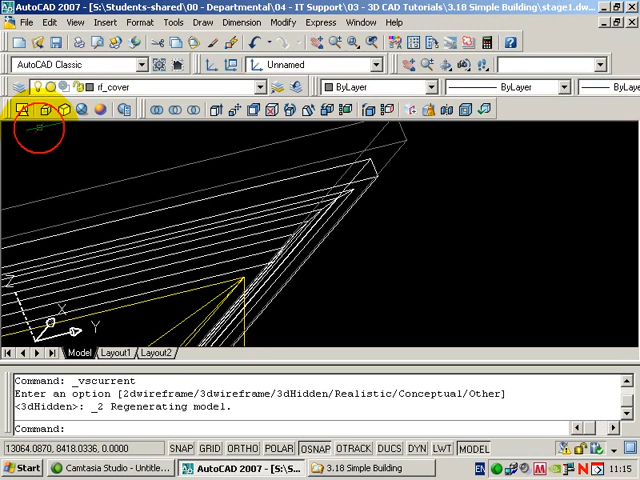 AutoCAD 2007 - [S:\Students-shared\00 - Departmental\04 - IT Support\03 - 3D CAD Tutorials\3.18 Simple Building\stage1.dw...
File Edit View Insert Format Tools Draw Dimension Modify Express Window Help
AutoCAD Classic Unnamed
rf_cover ByLayer ByLayer ByLayer
Z
X
Y
Model Layout1 Layout2
Command: _vscurrent
Enter an option [2dwireframe/3dwireframe/3dHidden/Realistic/Conceptual/Other]
<3dHidden>: _2 Regenerating model.
Command:
13064.0870, 8418.0336, 0.0000 SNAP GRID ORTHO POLAR OSNAP OTRACK DUCS DYN LWT MODEL
Start Camtasia Studio - Untitle... AutoCAD 2007 - [S:\S... 3.18 Simple Building EN 11:15